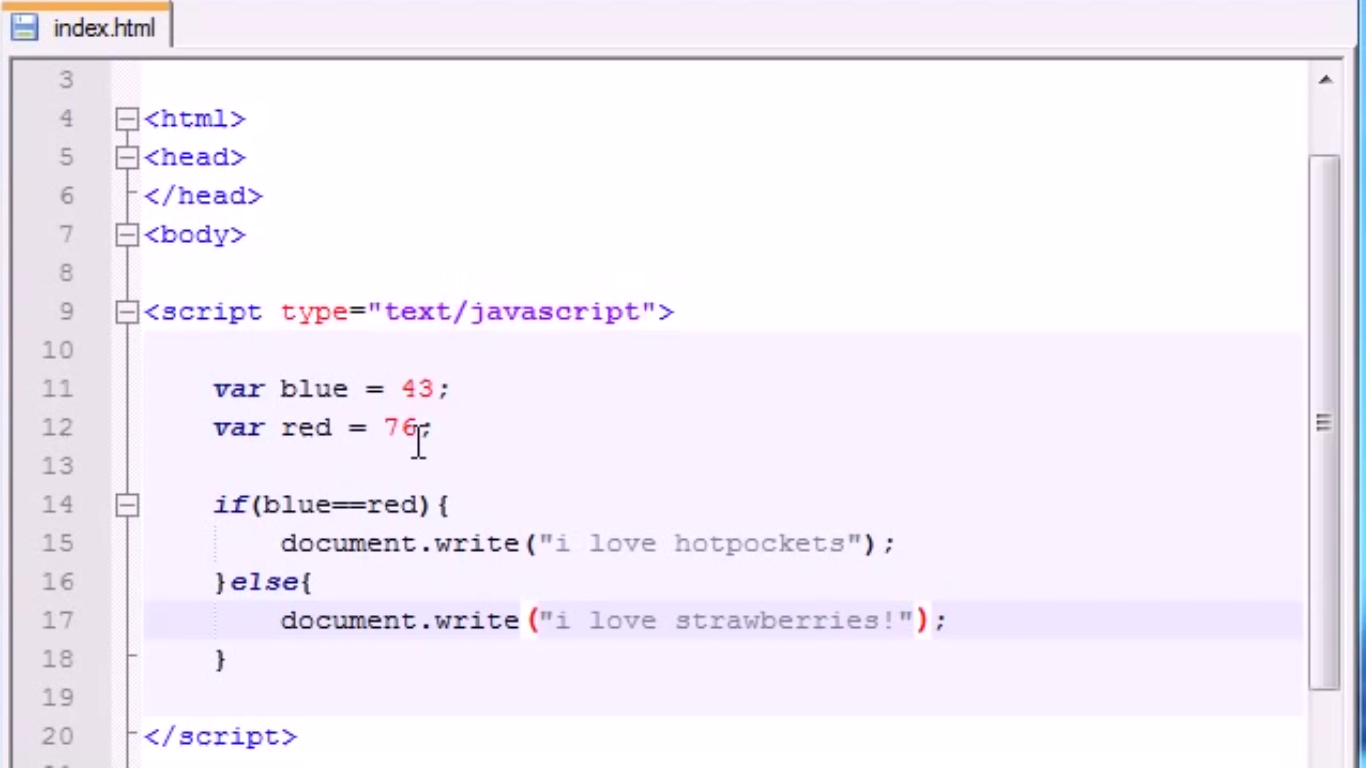 index.html
3
4 <html>
5 <head>
6 </head>
7 <body>
8
9 <script type="text/javascript">
10
11 var blue = 43;
12 var red = 76;
13
14 if(blue==red){
15 document.write("i love hotpockets");
16 }else{
17 document.write("i love strawberries!");
18 }
19
20 </script>